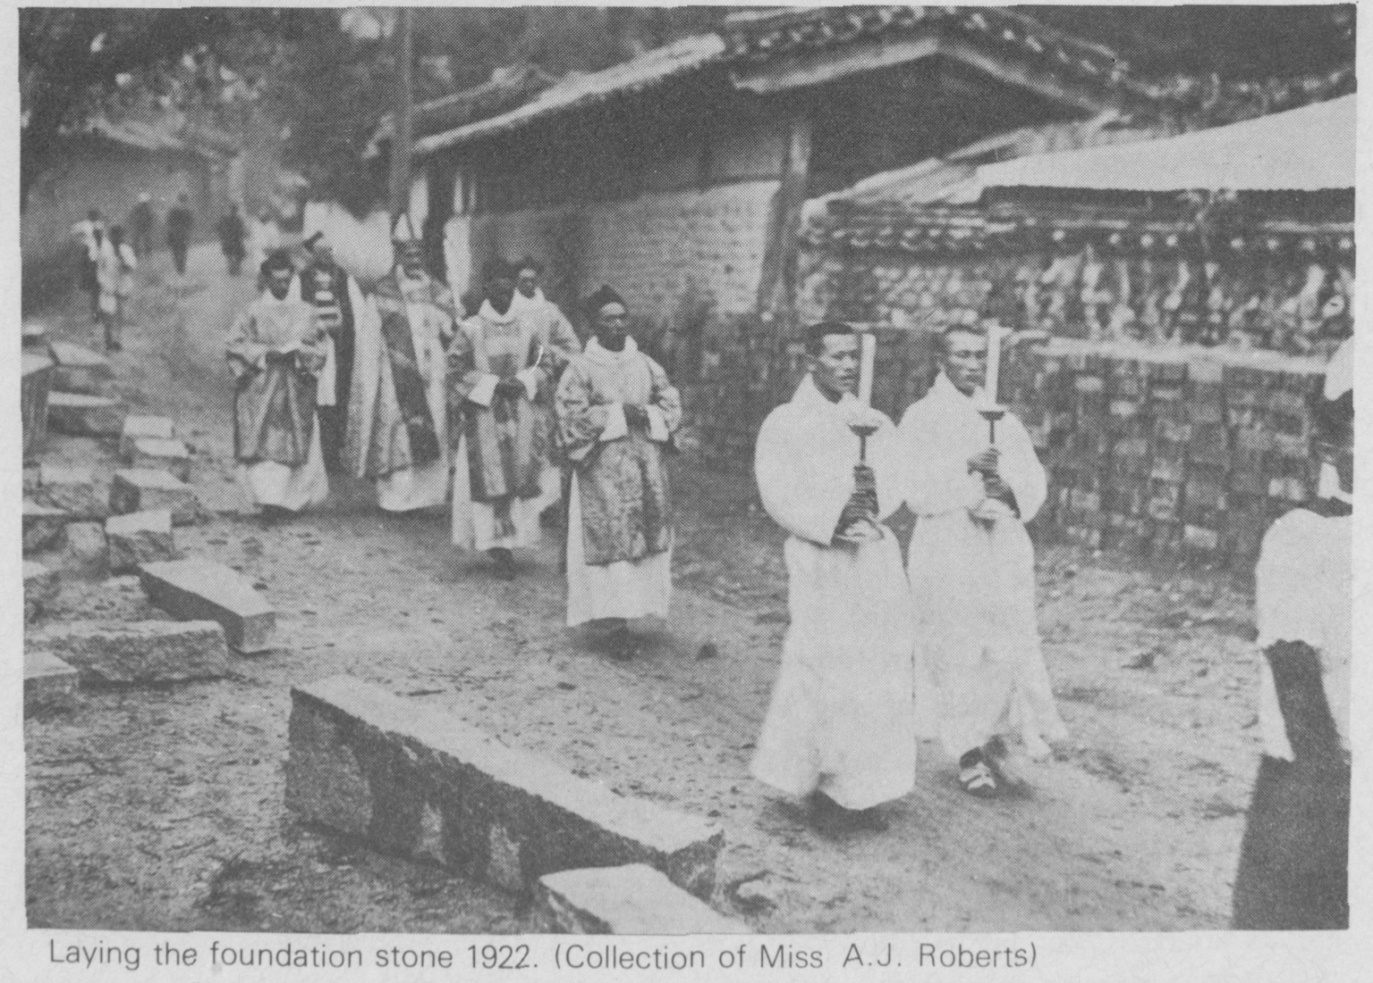 Laying the foundation stone 1922. (Collection of Miss A.J. Roberts)